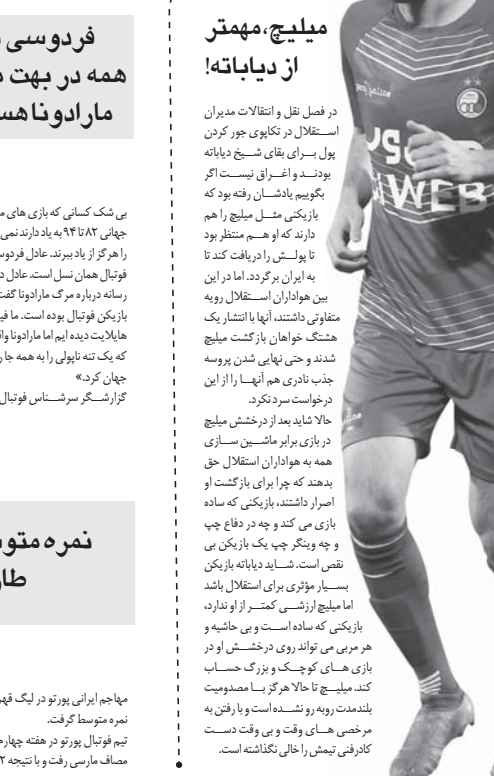 میلیچ،مهمتر
از دیاباته!
در فصل نقل و انتقالات مدیران
استقلال در تکاپوی جور کردن
پول برای بقای شیخ دیاباته
بودند و اغراق نیست اگر
بگوییم یادشان رفته بود که
بازیکنی مثل میلیچ را هم
دارند که او هم منتظر بود
تا پولش را دریافت کند تا
به ایران برگردد. اما در این
بین هواداران استقلال رویه
متفاوتی داشتند، آنها با انتشار یک
هشتگ خواهان بازگشت میلیچ
شدند و حتی نهایی شدن پروسه
جذب نادری هم آنها را از این
درخواست سرد نکرد.
حالا شاید بعد از درخشش میلیچ
در بازی برابر ماشین سازی
همه به هواداران استقلال حق
بدهند که چرا برای بازگشت او
اصرار داشتند، بازیکنی که ساده
بازی می کند و چه در دفاع چپ
و چه وینگر چپ یک بازیکن بی
نقص است. شاید دیاباته بازیکن
بسیار مؤثری برای استقلال باشد
اما میلیچ ارزشی کمتر از او ندارد،
بازیکنی که ساده است و بی حاشیه و
هر مربی می تواند روی درخشش او در
بازی های کوچک و بزرگ حساب
کند. میلیچ تا حالا هرگز با مصدومیت
بلندمدت روبه رو نشده است و با رفتن به
مرخصی های وقت و بی وقت دست
کادرفنی تیمش را خالی نگذاشته است.
WEB
فردوسی
همه در بهت
مارادونا هس
بی شک کسانی که بازی های
جهانی ۸۲ تا ۹۴ به یاد دارند نمی
را هرگز از یاد ببرند. عادل فردوس
فوتبال همان نسل است. عادل د
رسانه درباره مرگ مارادونا گفت
بازیکن فوتبال بوده است. ما فی
هایلایت دیده ایم اما مارادونا وا
که یک تنه ناپولی را به همه جا
جهان کرد.»
گزارشگر سرشناس فوتبال
نمره متو
طار
مهاجم ایرانی پورتو در لیگ قهر
نمره متوسط گرفت.
تیم فوتبال پورتو در هفته چهارم
مصاف مارسی رفت و با نتیجه ۲